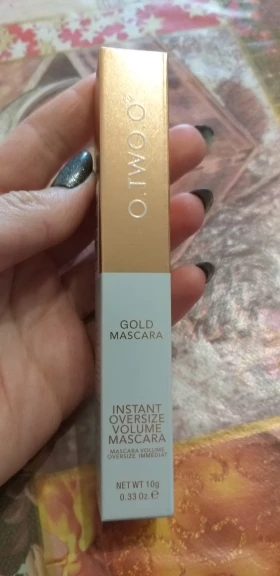 O.TWO.O®
GOLD
MASCARA
INSTANT
OVERSIZE
VOLUME
MASCARA
MASCARA VOLUME
OVERSIZE IMMEDIAT
NET WT 10g
0.33 Oz. ℮